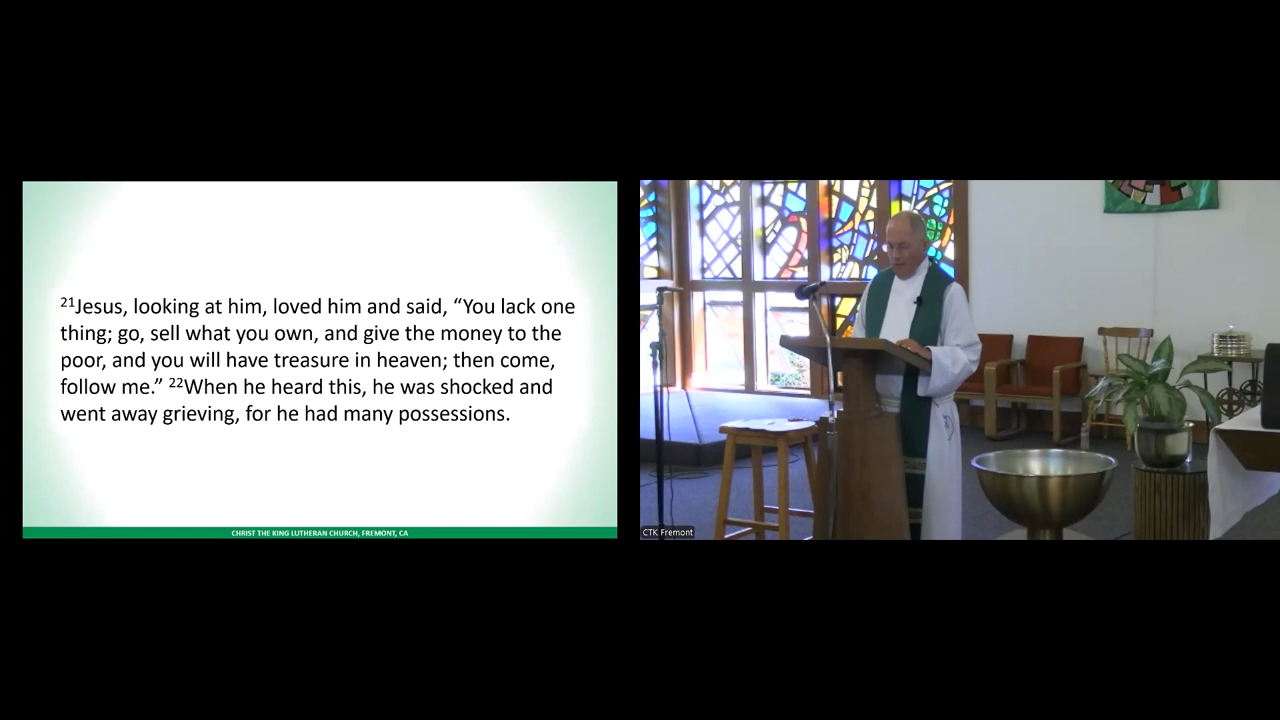 21Jesus, looking at him, loved him and said, “You lack one
thing; go, sell what you own, and give the money to the
poor, and you will have treasure in heaven; then come,
follow me.” 22When he heard this, he was shocked and
went away grieving, for he had many possessions.
CHRIST THE KING LUTHERAN CHURCH, FREMONT, CA
CTK Fremont